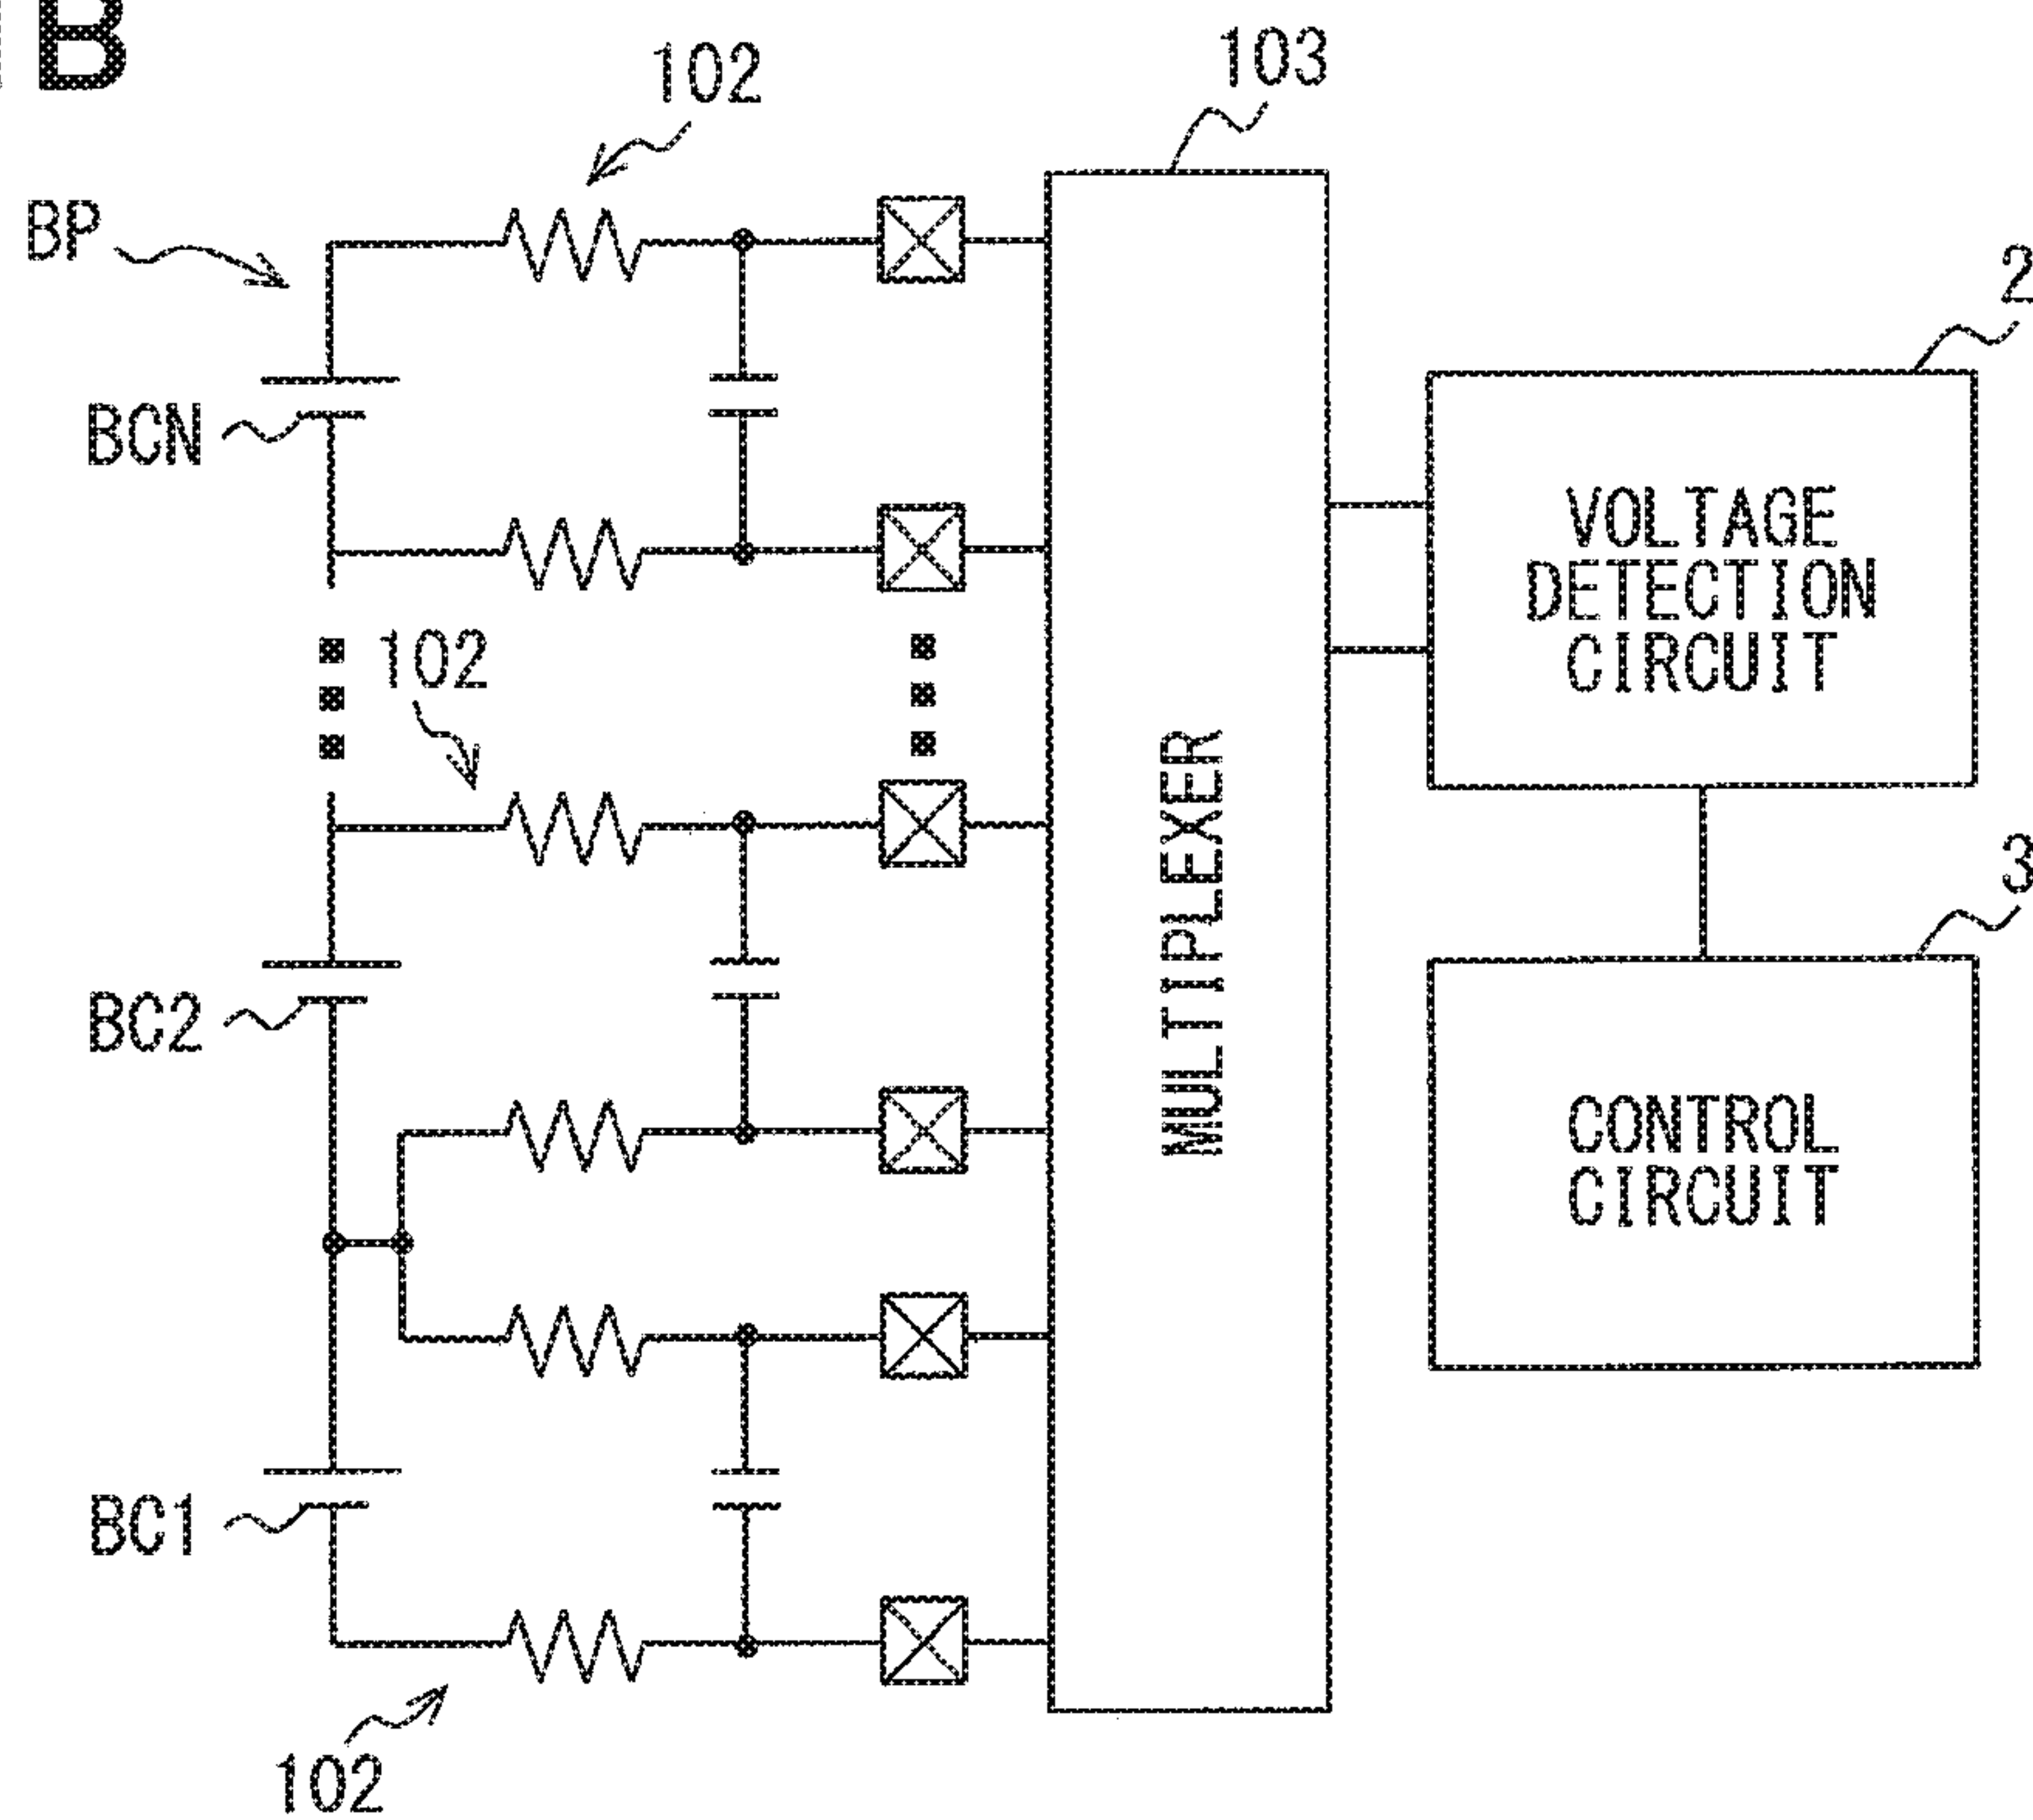 B
102
103
BP
2
BCN
VOLTAGE
DETECTION
CIRCUIT
102
MULTIPLEXER
3
BC2
CONTROL
CIRCUIT
BC1
102